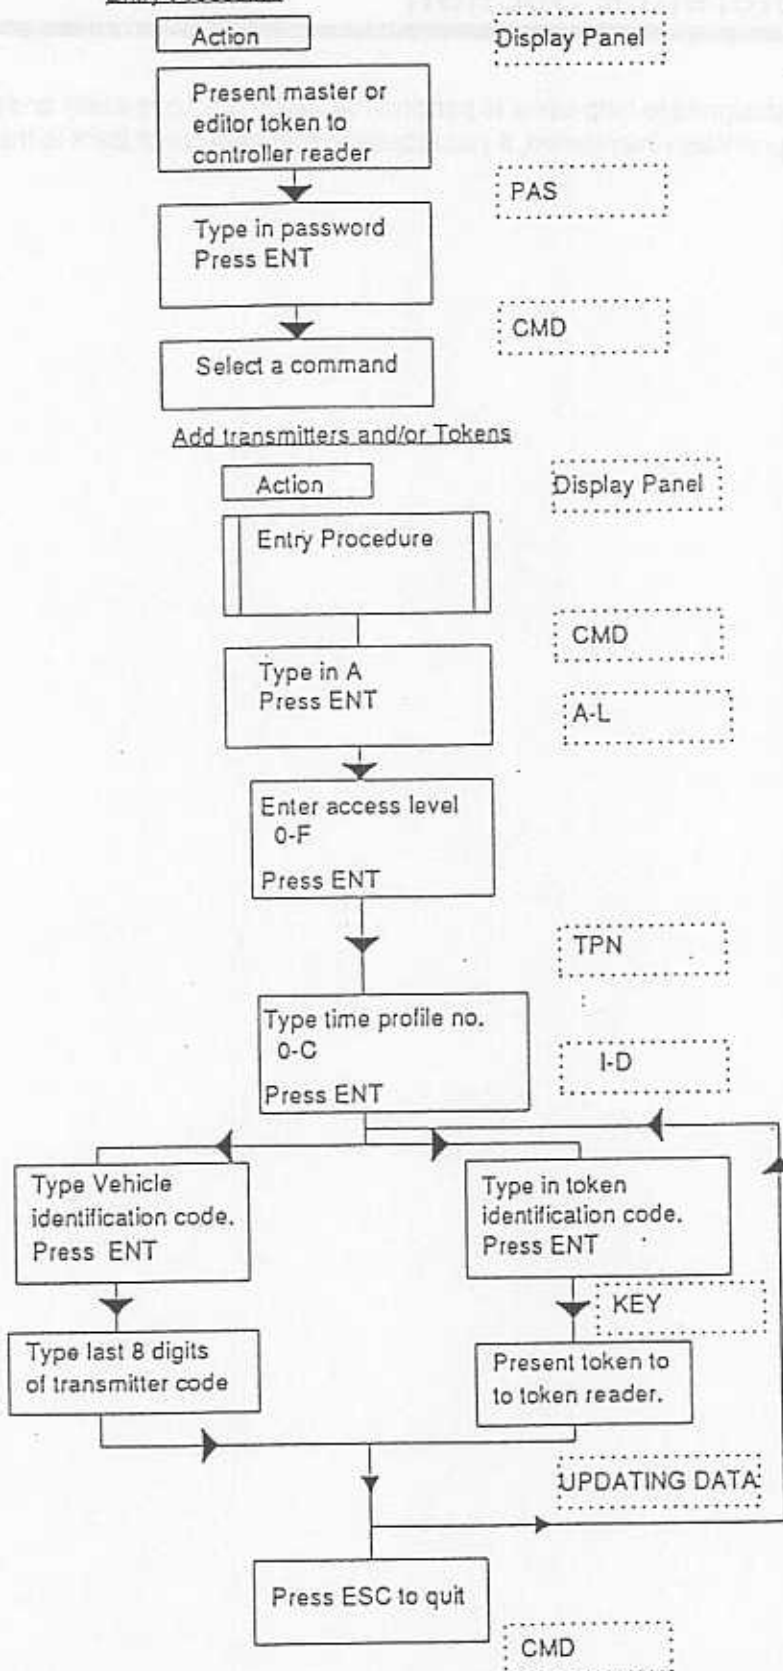 Action
Display Panel
Present master or
editor token to
controller reader
PAS
Type in password
Press ENT
CMD
Select a command
Add transmitters and/or Tokens
Action
Display Panel
Entry Procedure
CMD
Type in A
Press ENT
A-L
Enter access level
0-F
Press ENT
TPN
Type time profile no.
0-C
Press ENT
I-D
Type Vehicle
identification code.
Press ENT
Type in token
identification code.
Press ENT
KEY
Type last 8 digits
of transmitter code
Present token to
to token reader.
UPDATING DATA
Press ESC to quit
CMD